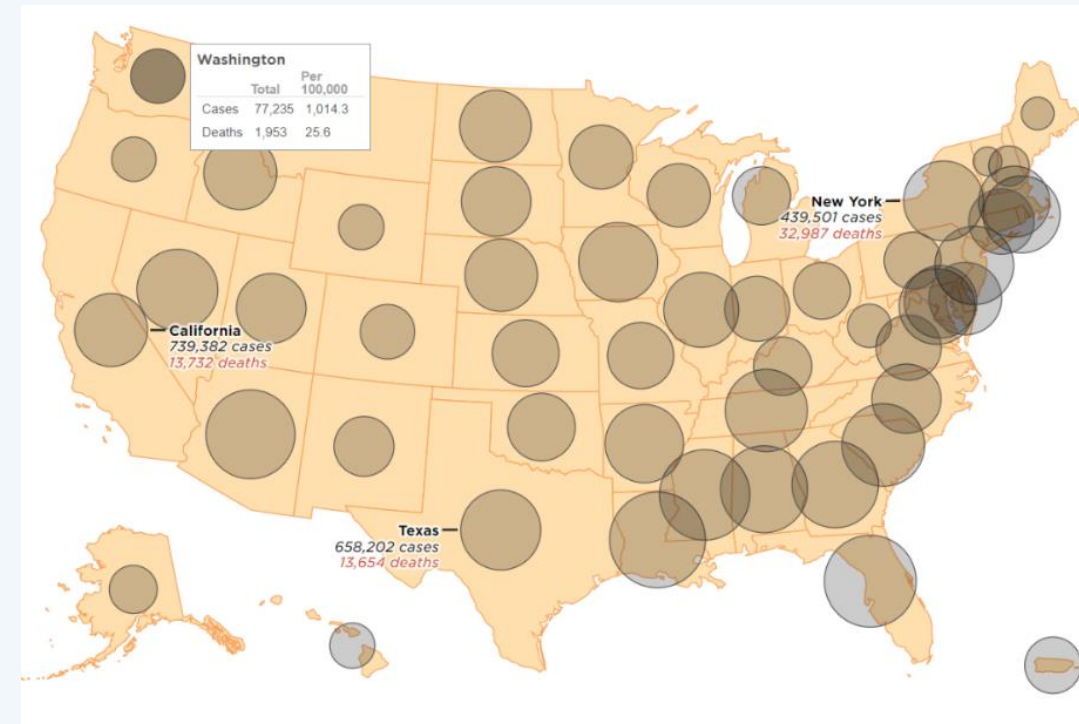 Washington
Per
Total 100,000
Cases 77,235 1,014.3
Deaths 1,953 25.6
New York
439,501 cases
32,987 deaths
California
739,382 cases
13,732 deaths
Texas
658,202 cases
13,654 deaths